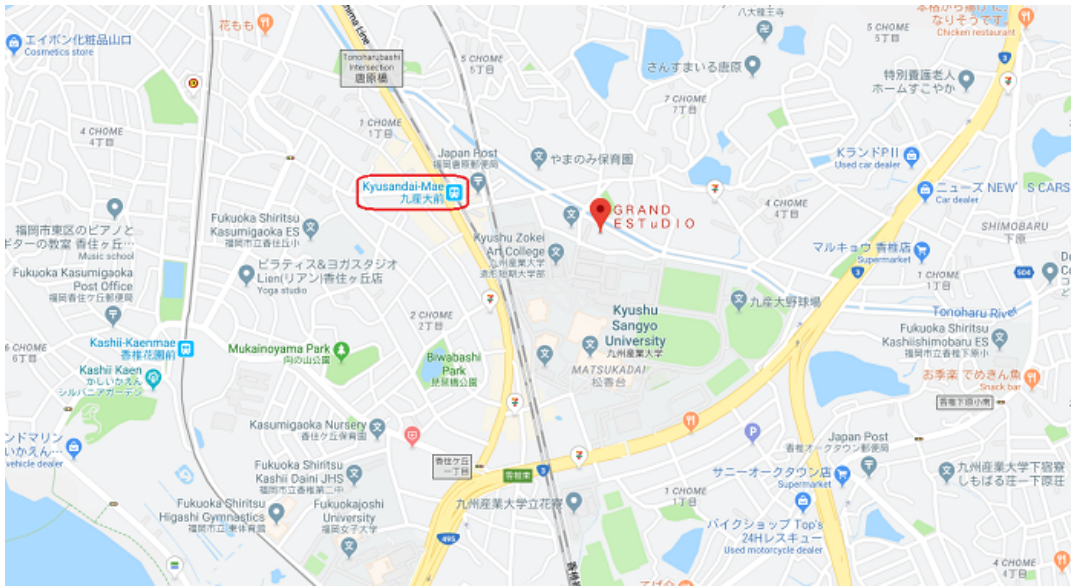 花もも
エイボン化粧品山口
Cosmetics store
Tonoharubashi
Intersection
唐原橋
5 CHOME
5丁目
八大龍王寺
なりそうです。
Chicken restaurant
5 CHOME
5丁目
さんすまいる唐原
特別養護老人
ホームすこやか
3
7 CHOME
7丁目
4 CHOME
4丁目
1 CHOME
1丁目
Japan Post
福岡唐原郵便局
やまのみ保育園
KランドPII
Used car dealer
Kyusandai-Mae
九産大前
ニューズ NEW'S CARS
Car dealer
GRAND
ESTuDIO
4 CHOME
4丁目
SHIMOBARU
下原
福岡市東区のピアノと
ギターの教室 香住ヶ丘…
Music school
Fukuoka Shiritsu
Kasumigaoka ES
福岡市立香住丘小
Kyushu Zokei
Art College
九州産業大学
造形短期大学部
マルキョウ 香椎店
Supermarket
3
504
ピラティス&ヨガスタジオ
Lien(リアン)香住ヶ丘店
Yoga studio
Fukuoka Kasumigaoka
Post Office
福岡香住ケ丘郵便局
1 CHOME
1丁目
九産大野球場
Tonoharu River
2 CHOME
2丁目
Kyushu
Sangyo
University
九州産業大学
Fukuoka Shiritsu
Kashiishimobaru ES
福岡市立香椎下原小
6 CHOME
6丁目
Kashii-Kaenmae
香椎花園前
Mukainoyama Park
向の山公園
Biwabashi
Park
琵琶橋公園
MATSUKADAI
松香台
Kashii Kaen
かしいかえん
シルバニアガーデン
お季楽 でめきん魚
Snack bar
香椎下原小南
Kasumigaoka Nursery
香住ヶ丘保育園
ンドマリン
いかえん…
vehicle dealer
香住ケ丘
一丁目
香椎東
3
Japan Post
香椎オークタウン郵便局
Fukuoka Shiritsu
Kashii Daini JHS
福岡市立香椎第二中
サニーオークタウン店
Supermarket
九州産業大学下宿寮
しもばる荘一下原荘
Fukuoka Shiritsu
Higashi Gymnastics
福岡市立 東体育館
Fukuokajoshi
University
福岡女子大学
九州産業大学立花寮
1 CHOME
1丁目
バイクショップ Top's
24Hレスキュー
Used motorcycle dealer
495
4 CHOME
4丁目